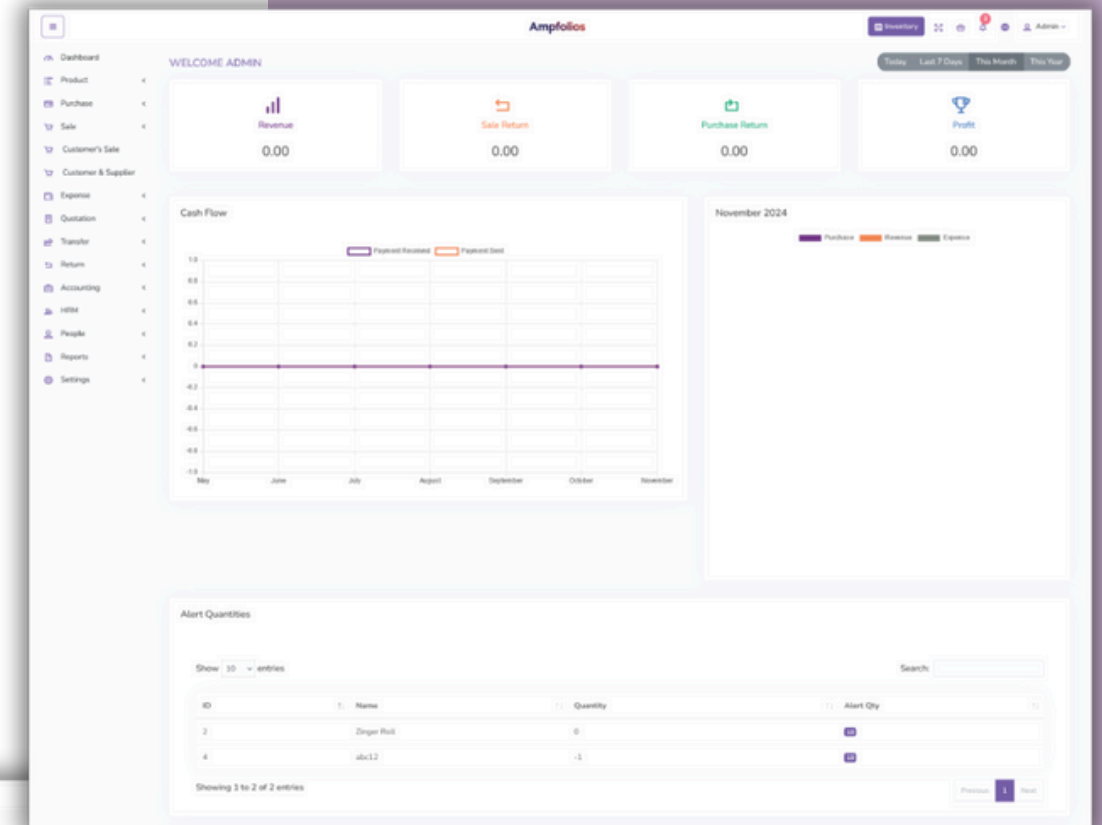 Ampfolios
Inventory
Admin
Dashboard
Product
Purchase
Sale
Customer's Sale
Customer & Supplier
Expense
Quotation
Transfer
Return
Accounting
HRM
People
Reports
Settings
WELCOME ADMIN
Today Last 7 Days This Month This Year
Revenue
0.00
Sale Return
0.00
Purchase Return
0.00
Profit
0.00
Cash Flow
Payment Received Payment Sent
1.0
0.8
0.6
0.4
0.2
0
-0.2
-0.4
-0.6
-0.8
-1.0
May June July August September October November
November 2024
Purchase Revenue Expense
Alert Quantities
Show 10 entries
Search:
ID Name Quantity Alert Qty
2 Zinger Roll 0
4 abc12 -1
Showing 1 to 2 of 2 entries
Previous 1 Next